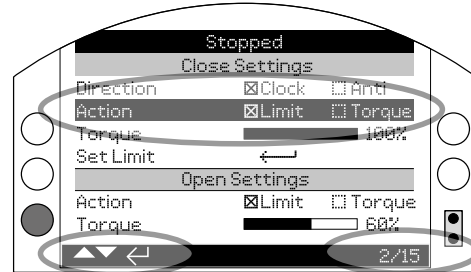 Stopped
Close Settings
Direction ☒Clock ☐Anti
Action ☒Limit ☐Torque
Torque 100%
Set Limit
Open Settings
Action ☒Limit ☐Torque
Torque 60%
2/15